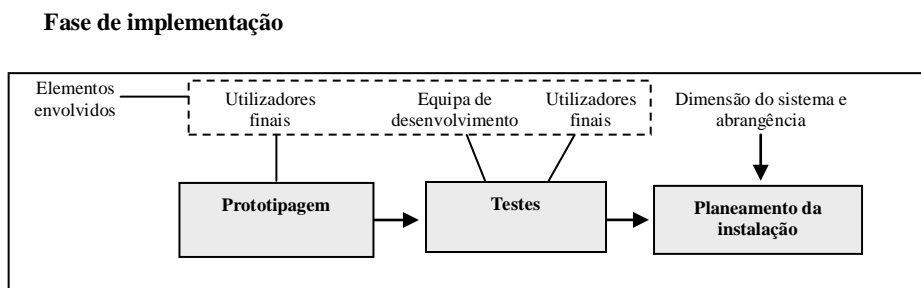 Fase de implementação
Elementos
envolvidos
Utilizadores
finais
Equipa de
desenvolvimento
Utilizadores
finais
Dimensão do sistema e
abrangência
Prototipagem
Testes
Planeamento da
instalação